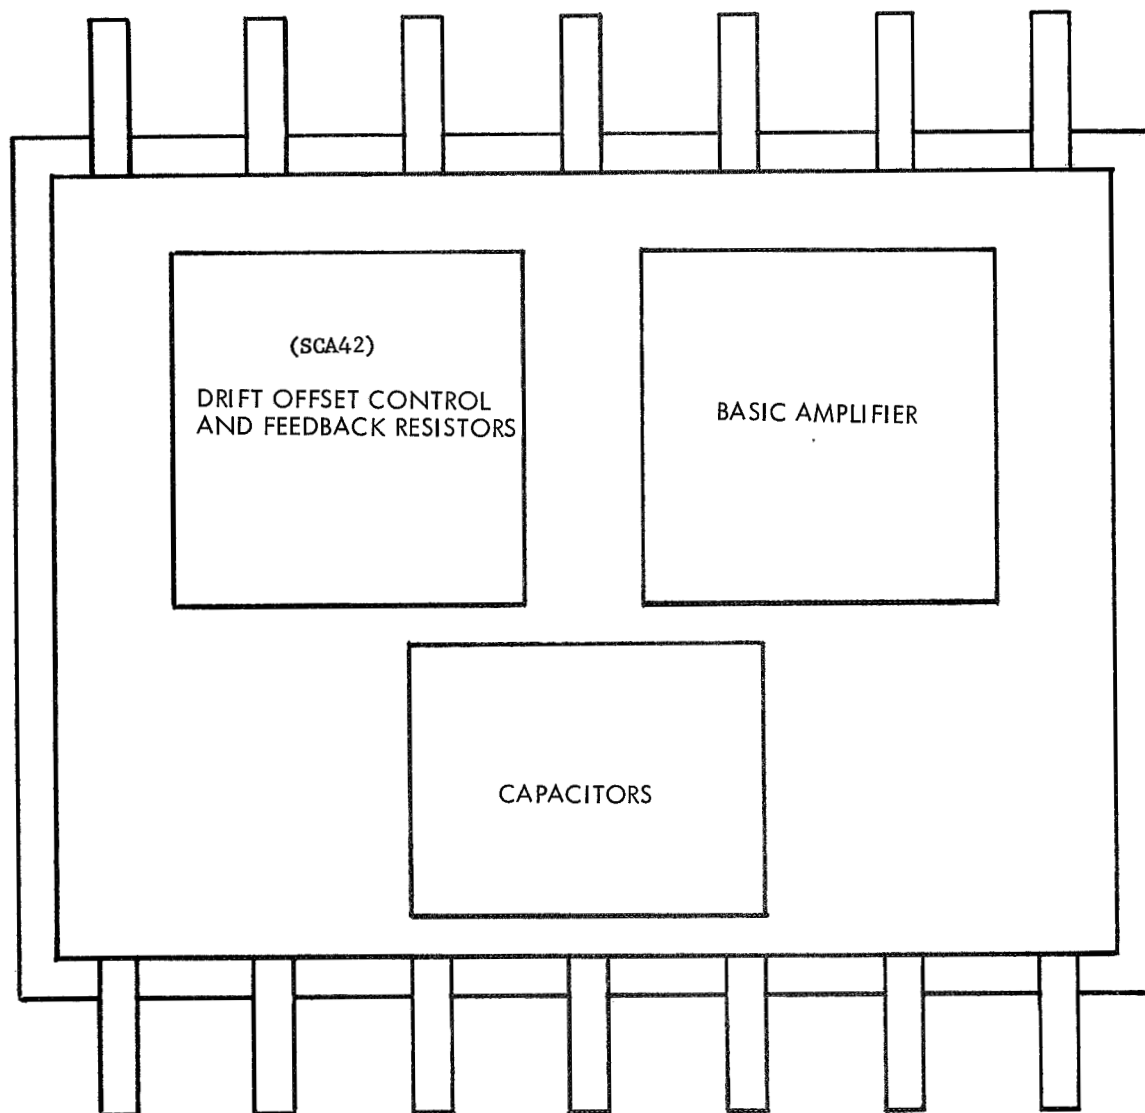 (SCA42)
DRIFT OFFSET CONTROL
AND FEEDBACK RESISTORS
BASIC AMPLIFIER
CAPACITORS